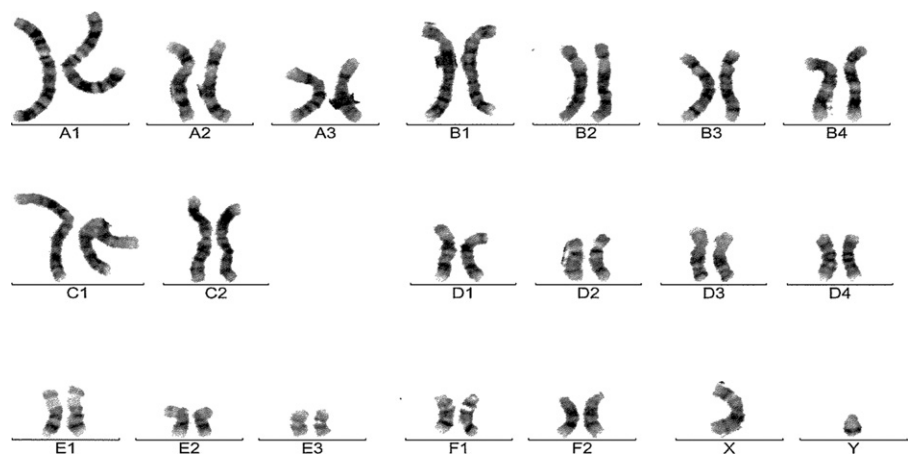 A1 A2 A3 B1 B2 B3 B4
C1 C2 D1 D2 D3 D4
E1 E2 E3 F1 F2 X Y